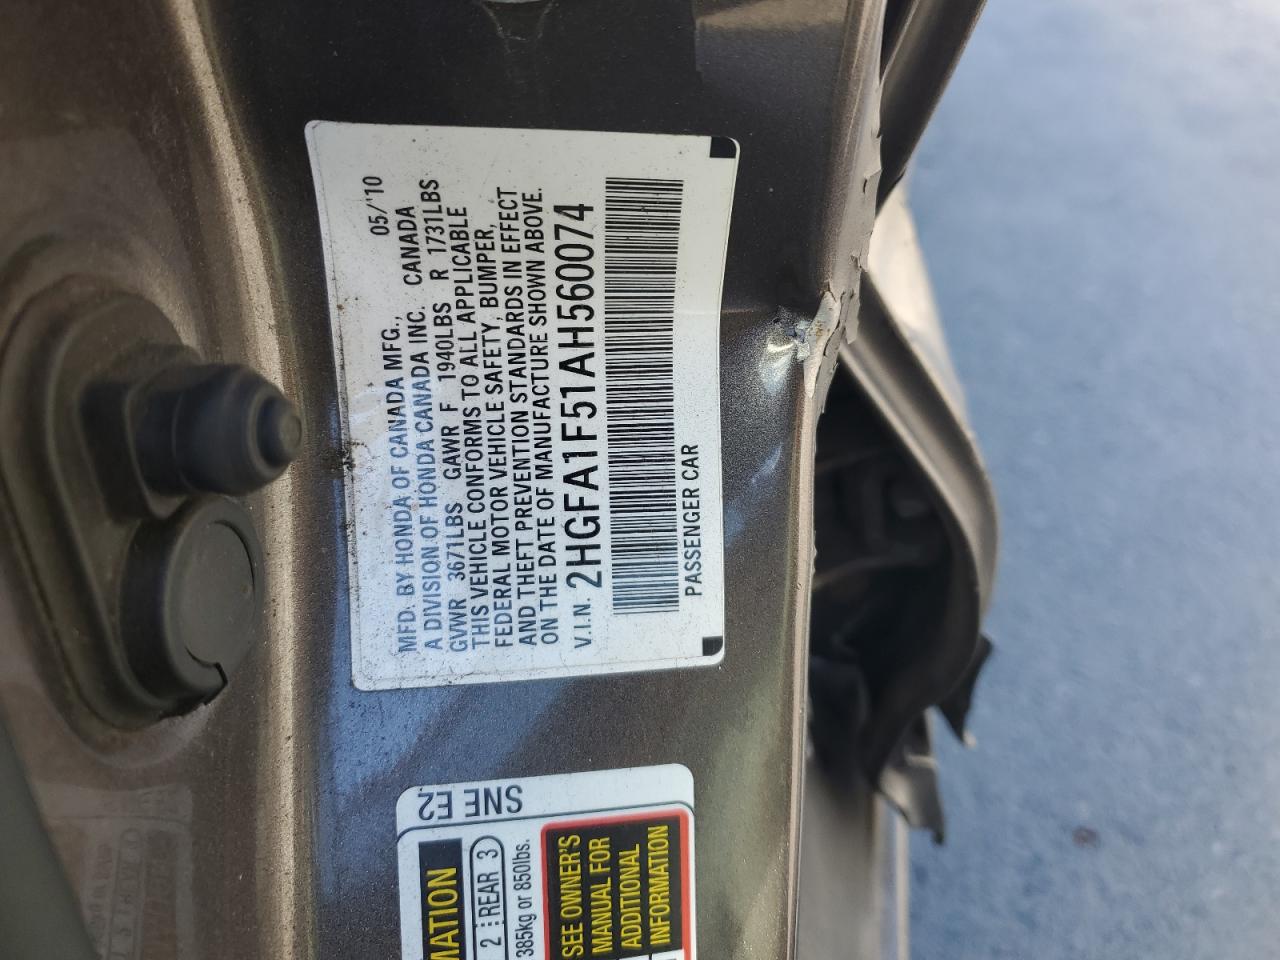 MFD. BY HONDA OF CANADA MFG., 05/'10
A DIVISION OF HONDA CANADA INC. CANADA
GVWR 3671LBS GAWR F 1940LBS R 1731LBS
THIS VEHICLE CONFORMS TO ALL APPLICABLE
FEDERAL MOTOR VEHICLE SAFETY, BUMPER,
AND THEFT PREVENTION STANDARDS IN EFFECT
ON THE DATE OF MANUFACTURE SHOWN ABOVE.
V.I.N. 2HGFA1F51AH560074
PASSENGER CAR
SNE E2
2 REAR 3
385kg or 850lbs.
SEE OWNER'S
MANUAL FOR
ADDITIONAL
INFORMATION